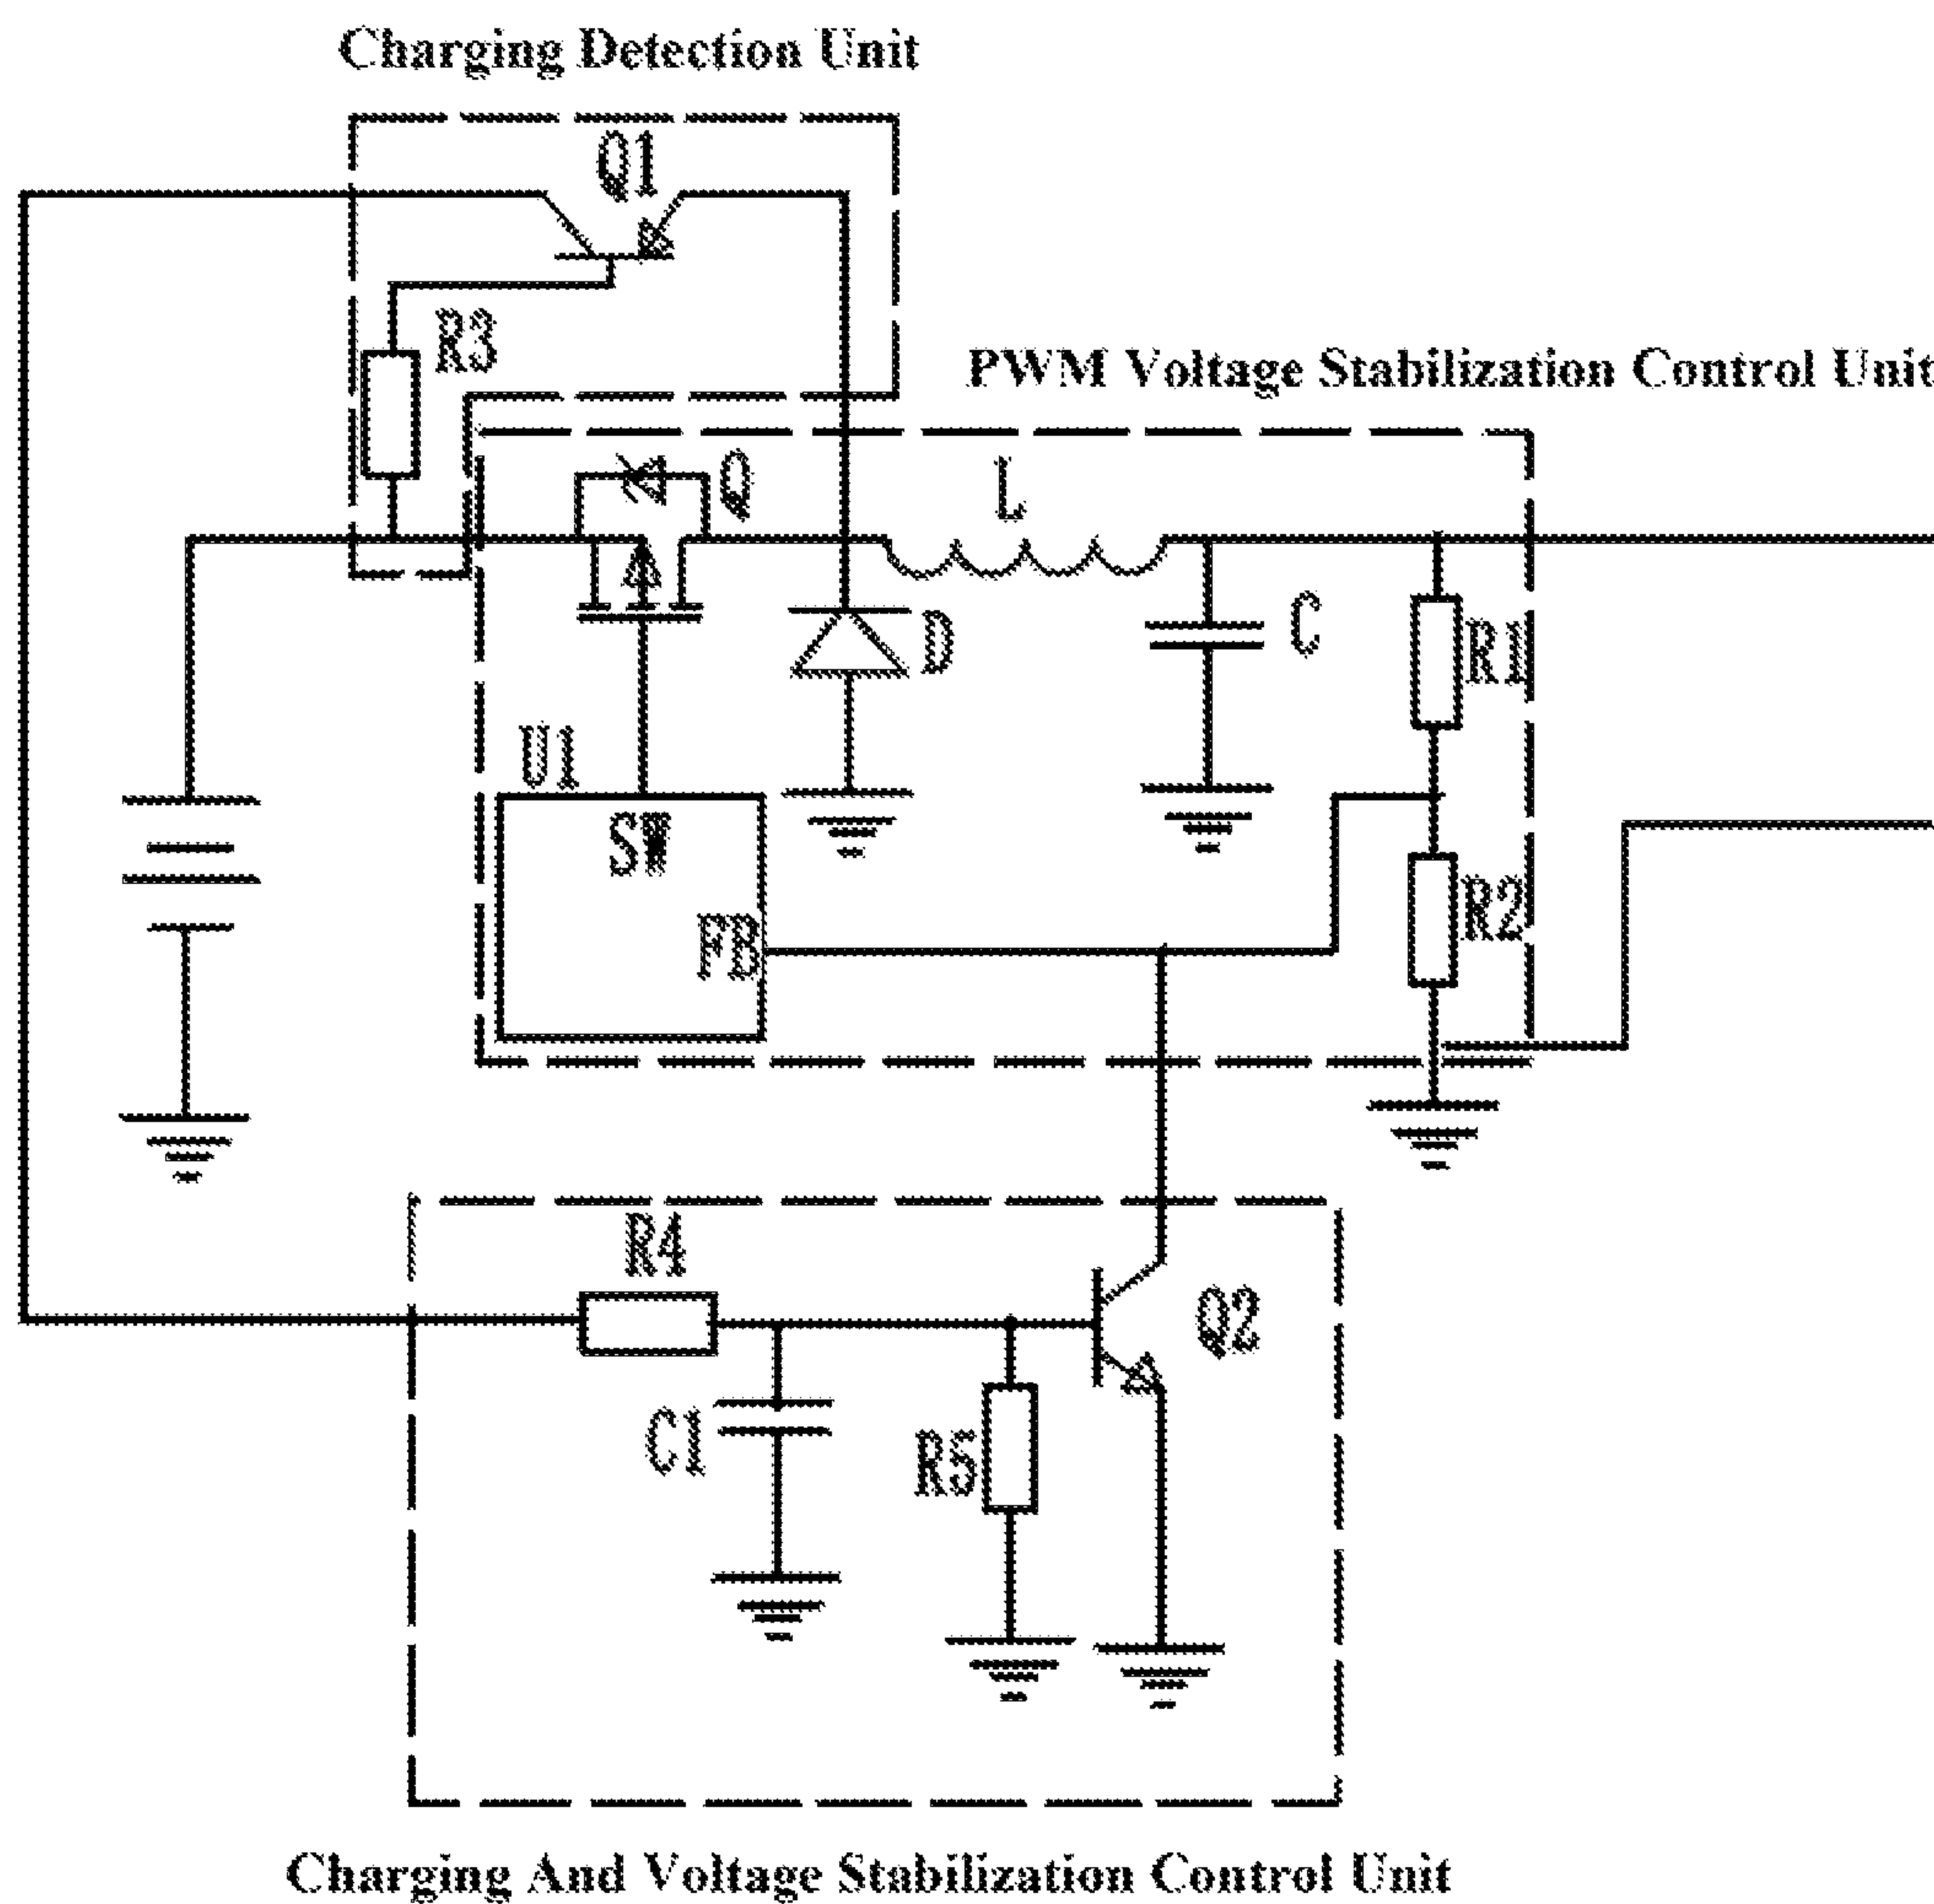 Charging Detection Unit
Q1
R3
PWM Voltage Stabilization Control Unit
Q
L
C
D
R1
U1
SW
FB
R2
R4
Q2
C1
R5
Charging And Voltage Stabilization Control Unit